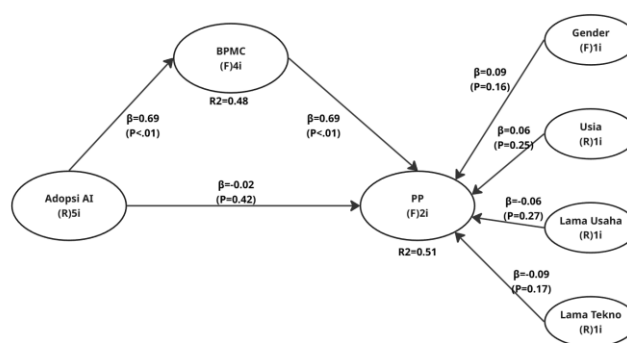 BPMC
(F)4i
R2=0.48
Gender
(F)1i
β=0.09
(P=0.16)
β=0.69
(P<.01)
β=0.69
(P<.01)
β=0.06
(P=0.25)
Usia
(R)1i
Adopsi AI
(R)5i
β=-0.02
(P=0.42)
PP
(F)2i
R2=0.51
β=-0.06
(P=0.27)
Lama Usaha
(R)1i
β=-0.09
(P=0.17)
Lama Tekno
(R)1i